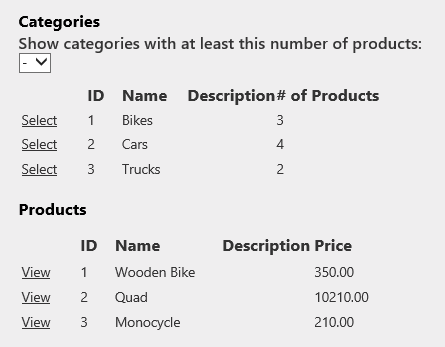 Categories
Show categories with at least this number of products:
-
ID Name Description # of Products
Select 1 Bikes 3
Select 2 Cars 4
Select 3 Trucks 2
Products
ID Name Description Price
View 1 Wooden Bike 350.00
View 2 Quad 10210.00
View 3 Monocycle 210.00